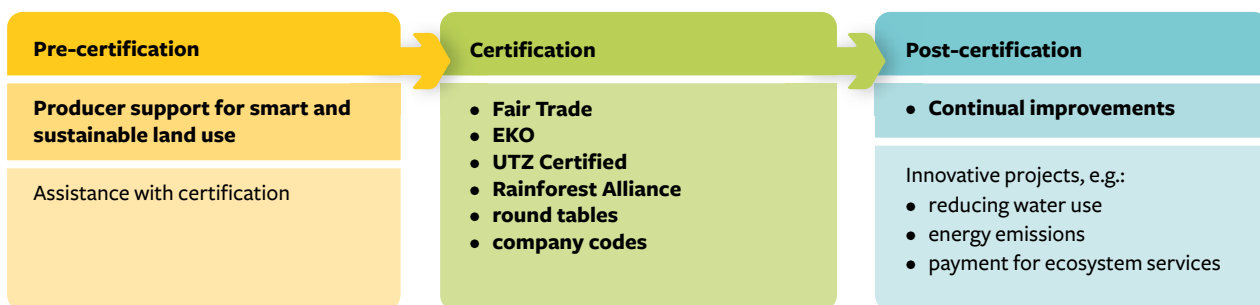 Pre-certification
Producer support for smart and
sustainable land use
Assistance with certification
Certification
• Fair Trade
• EKO
• UTZ Certified
• Rainforest Alliance
• round tables
• company codes
Post-certification
• Continual improvements
Innovative projects, e.g.:
• reducing water use
• energy emissions
• payment for ecosystem services